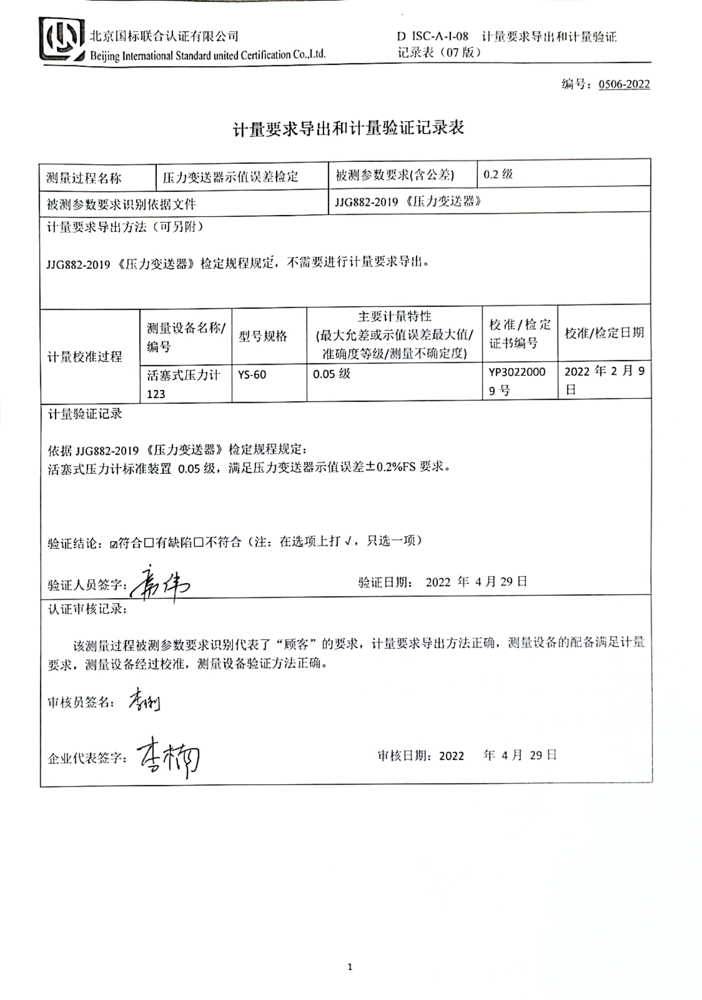 北京国标联合认证有限公司
Beijing International Standard united Certification Co.,Ltd.
D ISC-A-I-08 计量要求导出和计量验证
记录表（07 版）
编号：0506-2022
计量要求导出和计量验证记录表
测量过程名称 压力变送器示值误差检定 被测参数要求(含公差) 0.2 级
被测参数要求识别依据文件 JJG882-2019《压力变送器》
计量要求导出方法（可另附）
JJG882-2019《压力变送器》检定规程规定，不需要进行计量要求导出。
计量校准过程
测量设备名称/
编号
型号规格
主要计量特性
(最大允差或示值误差最大值/
准确度等级/测量不确定度)
校准/检定
证书编号
校准/检定日期
活塞式压力计
123
YS-60
0.05 级
YP3022000
9 号
2022 年 2 月 9
日
计量验证记录
依据 JJG882-2019《压力变送器》检定规程规定：
活塞式压力计标准装置 0.05 级，满足压力变送器示值误差±0.2%FS 要求。
验证结论：☑符合□有缺陷□不符合（注：在选项上打√，只选一项）
验证人员签字： 验证日期： 2022 年 4 月 29 日
认证审核记录：
该测量过程被测参数要求识别代表了“顾客”的要求，计量要求导出方法正确，测量设备的配备满足计量
要求，测量设备经过校准，测量设备验证方法正确。
审核员签名：
企业代表签字：李楠 审核日期：2022 年 4 月 29 日
1